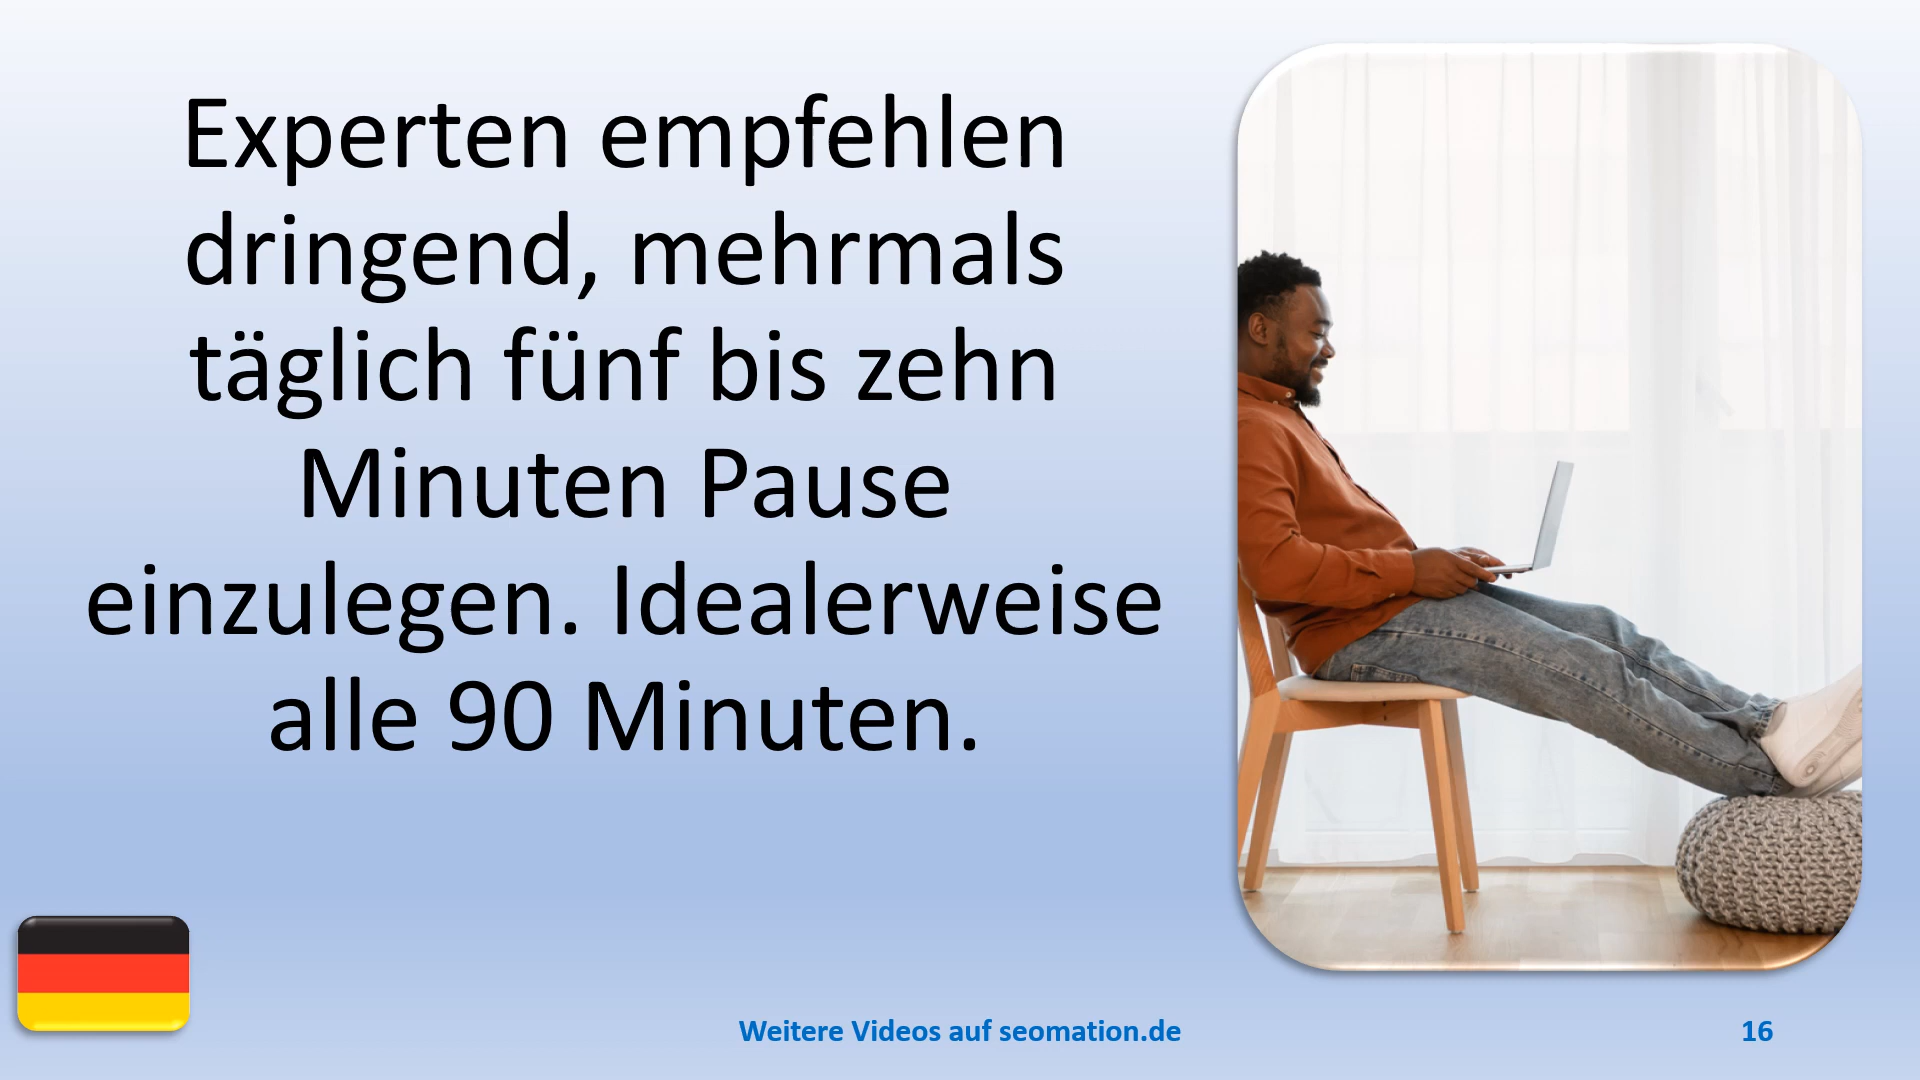 Experten empfehlen
dringend, mehrmals
täglich fünf bis zehn
Minuten Pause
einzulegen. Idealerweise
alle 90 Minuten.
Weitere Videos auf seomation.de
16